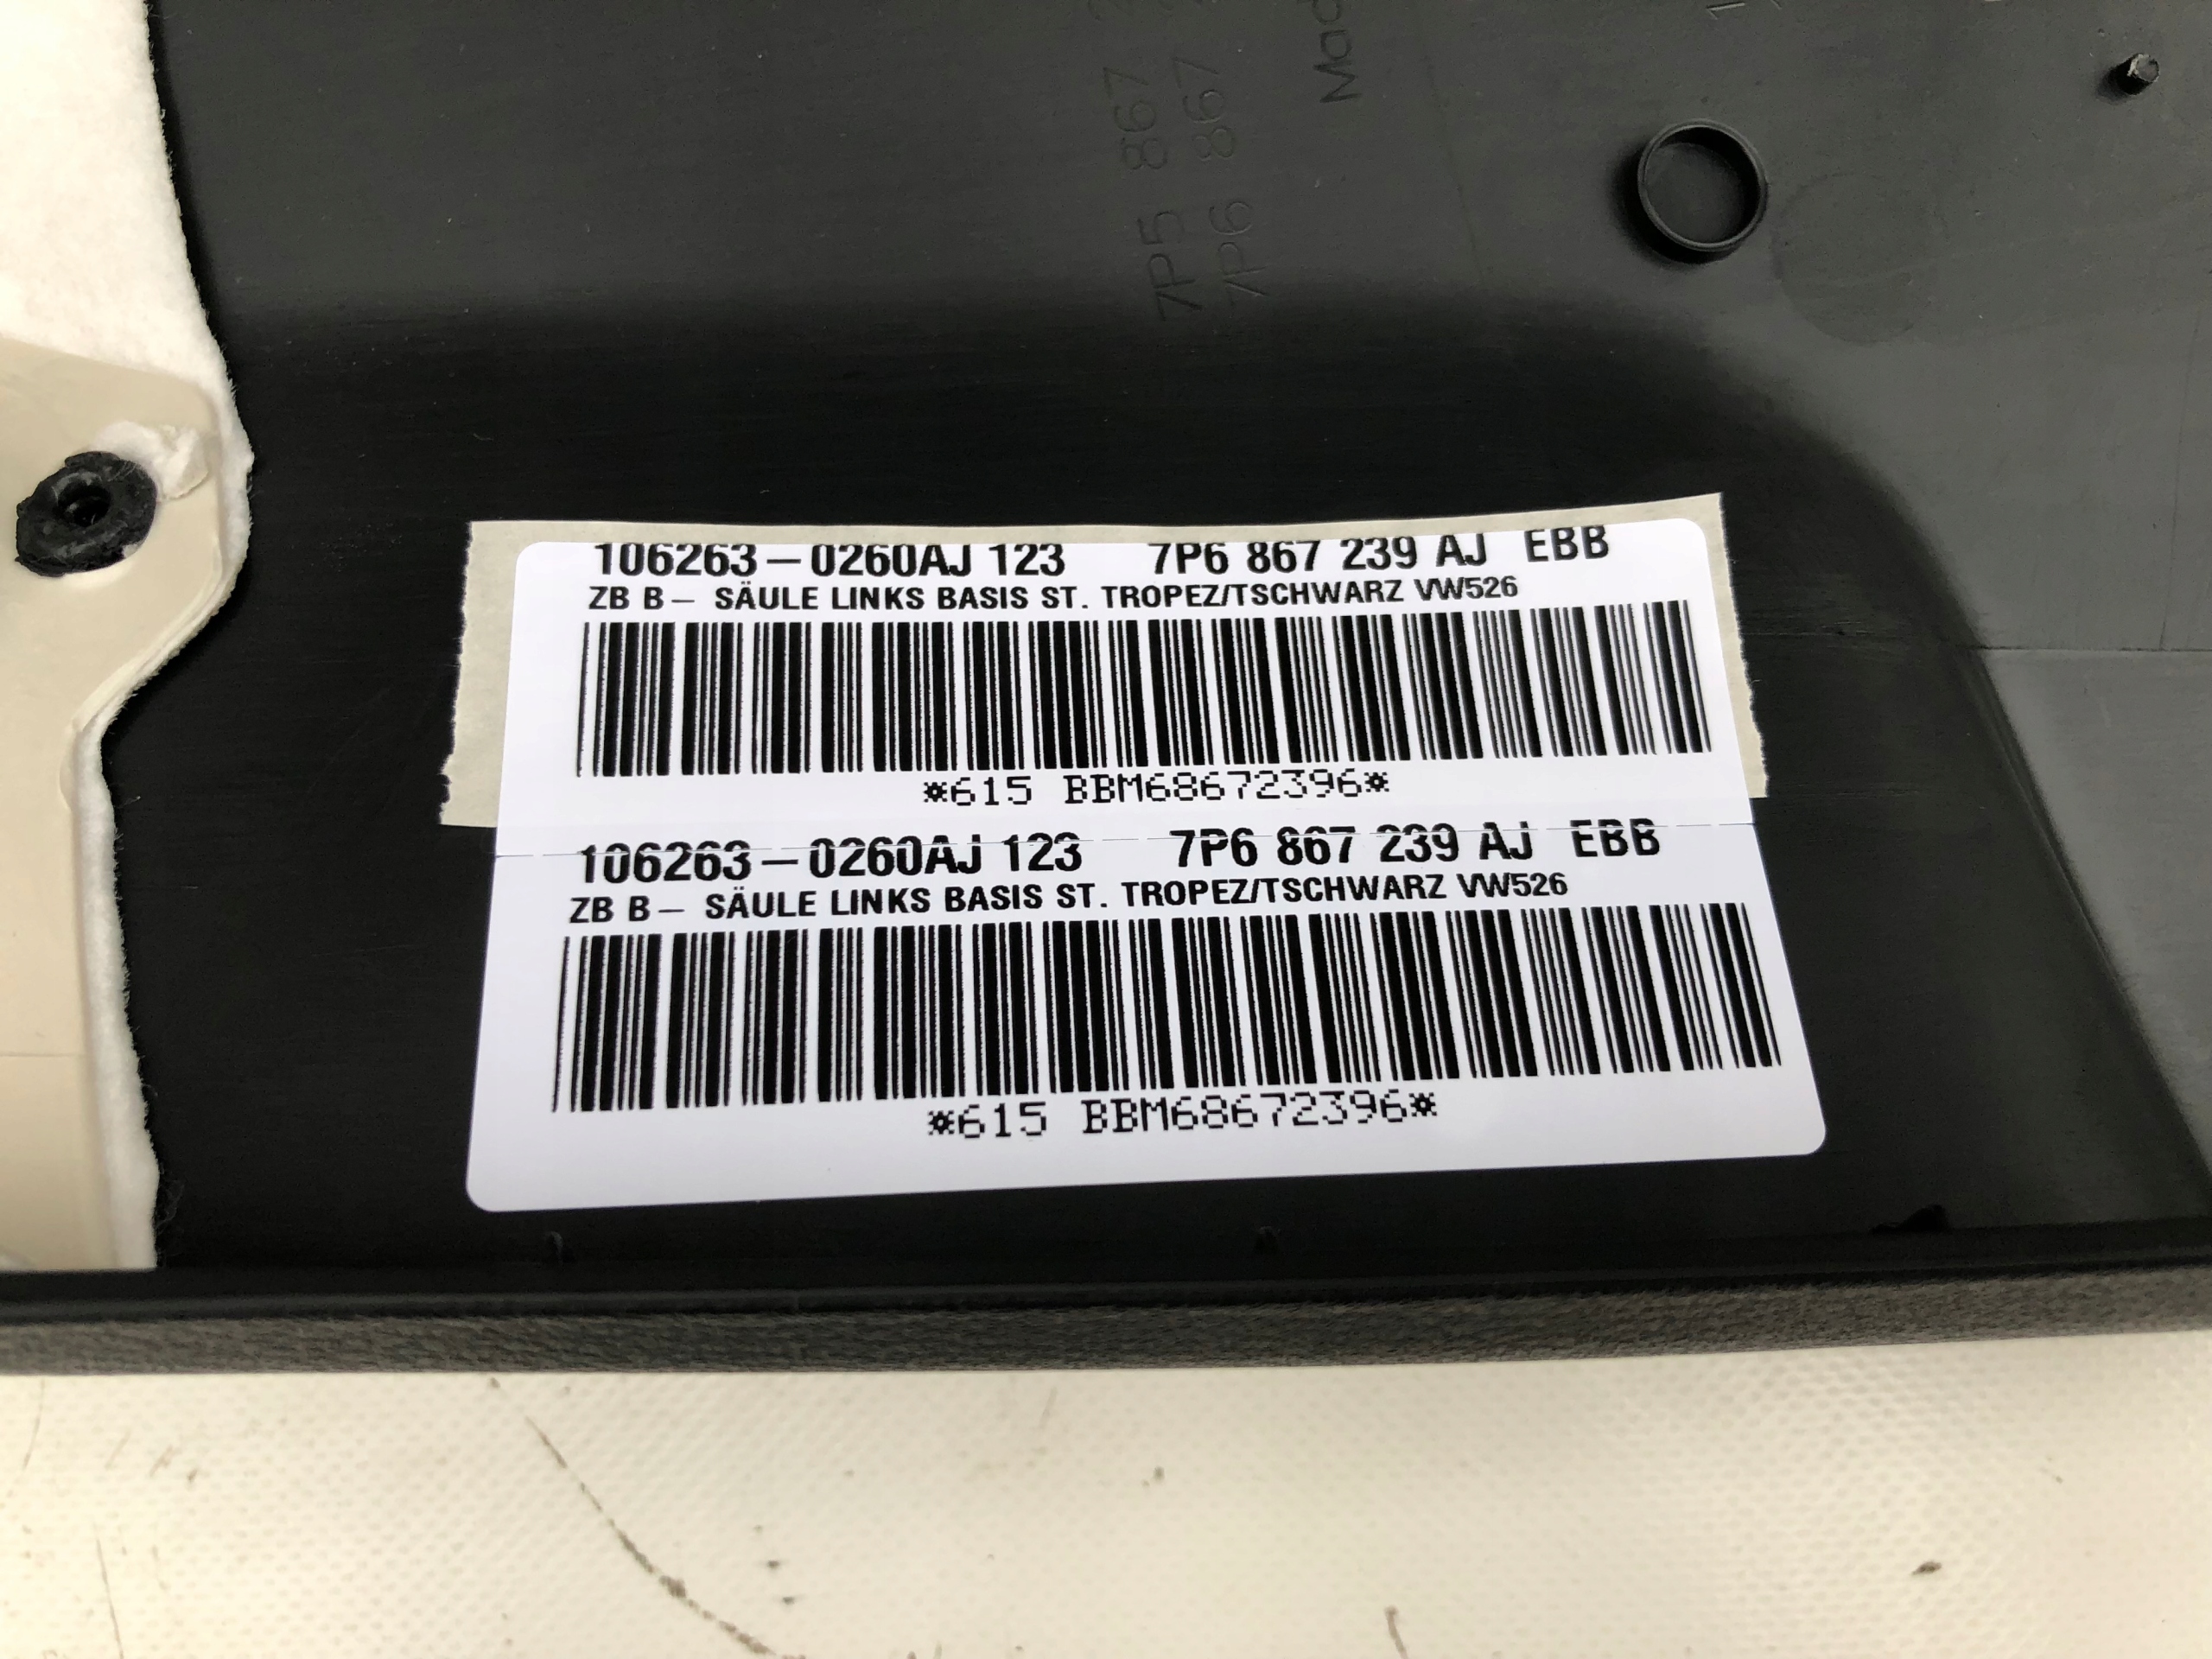 7P5 867
7P6 867
Mad
106263-0260AJ 123 7P6 867 239 AJ EBB
ZB B- SÄULE LINKS BASIS ST. TROPEZ/TSCHWARZ VW526
*615 BBM68672396*
106263-0260AJ 123 7P6 867 239 AJ EBB
ZB B- SÄULE LINKS BASIS ST. TROPEZ/TSCHWARZ VW526
*615 BBM68672396*